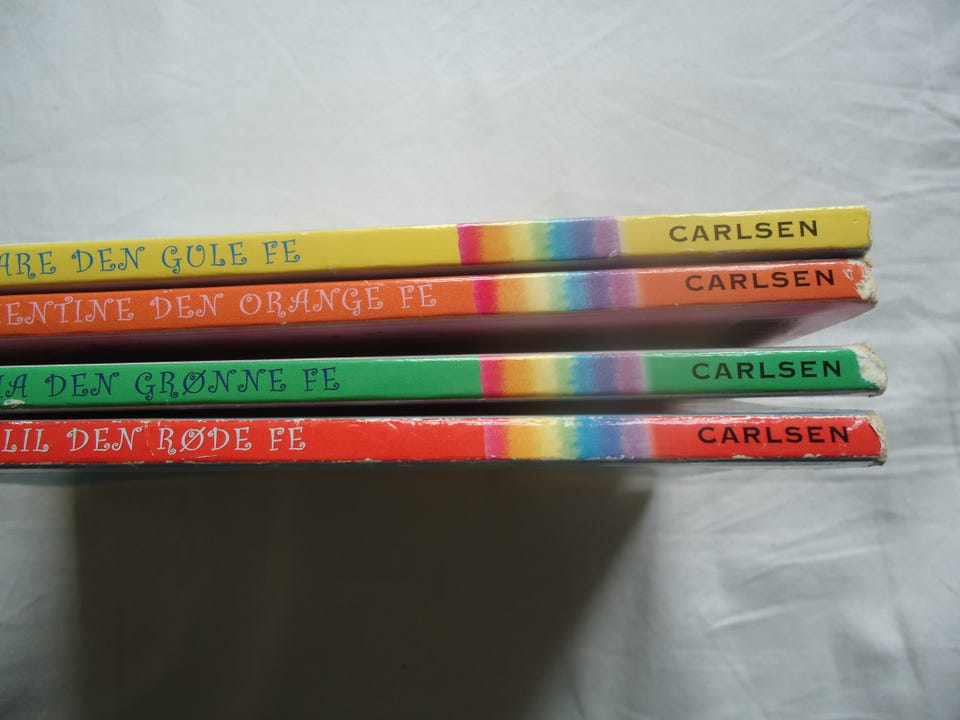 ARE DEN GULE FE CARLSEN
ENTINE DEN ORANGE FE CARLSEN
A DEN GRØNNE FE CARLSEN
LIL DEN RØDE FE CARLSEN